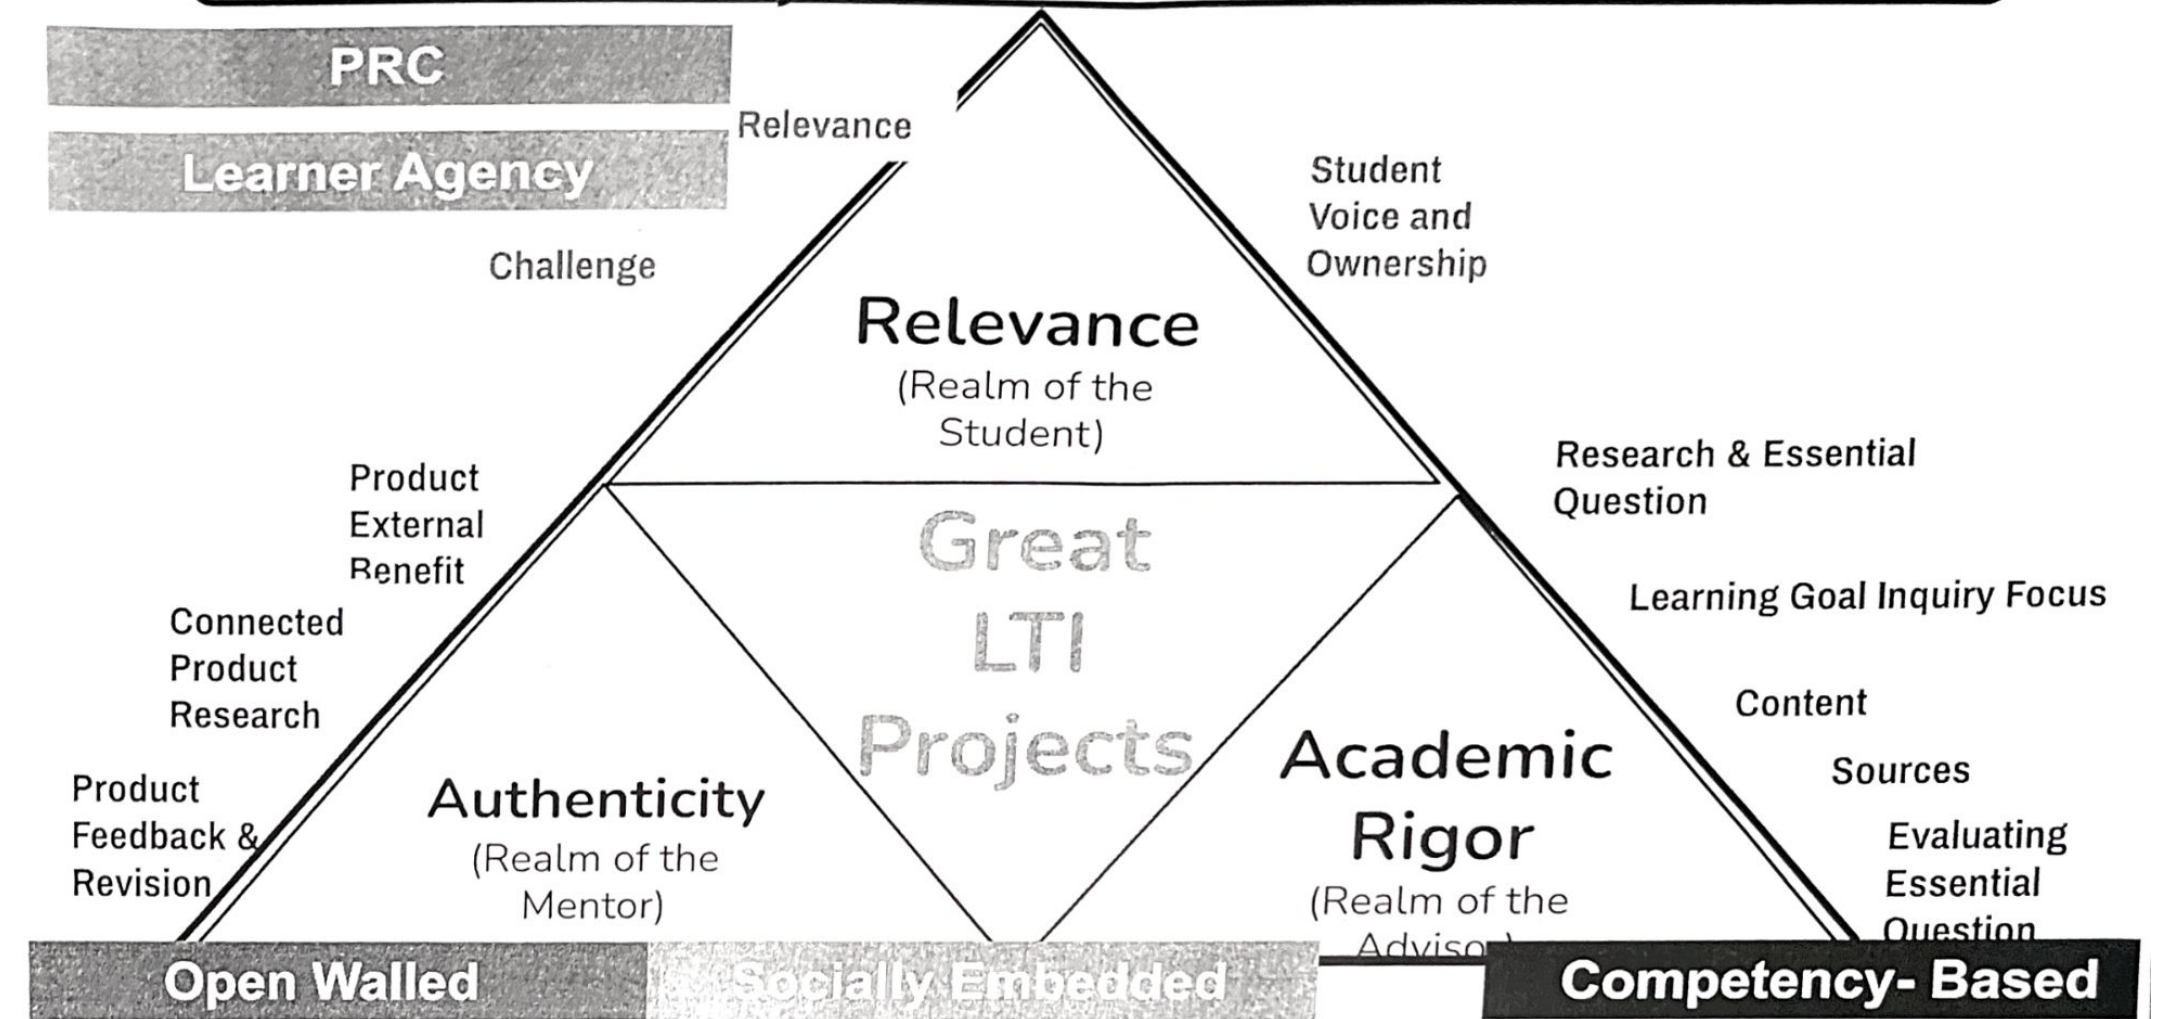 PRC
Learner Agency
Relevance
Challenge
Student
Voice and
Ownership
Relevance
(Realm of the
Student)
Product
External
Benefit
Research & Essential
Question
Great
LTI
Projects
Learning Goal Inquiry Focus
Connected
Product
Research
Content
Sources
Product
Feedback &
Revision
Authenticity
(Realm of the
Mentor)
Academic
Rigor
(Realm of the
Advisor)
Evaluating
Essential
Question
Open Walled
Socially Embedded
Competency- Based